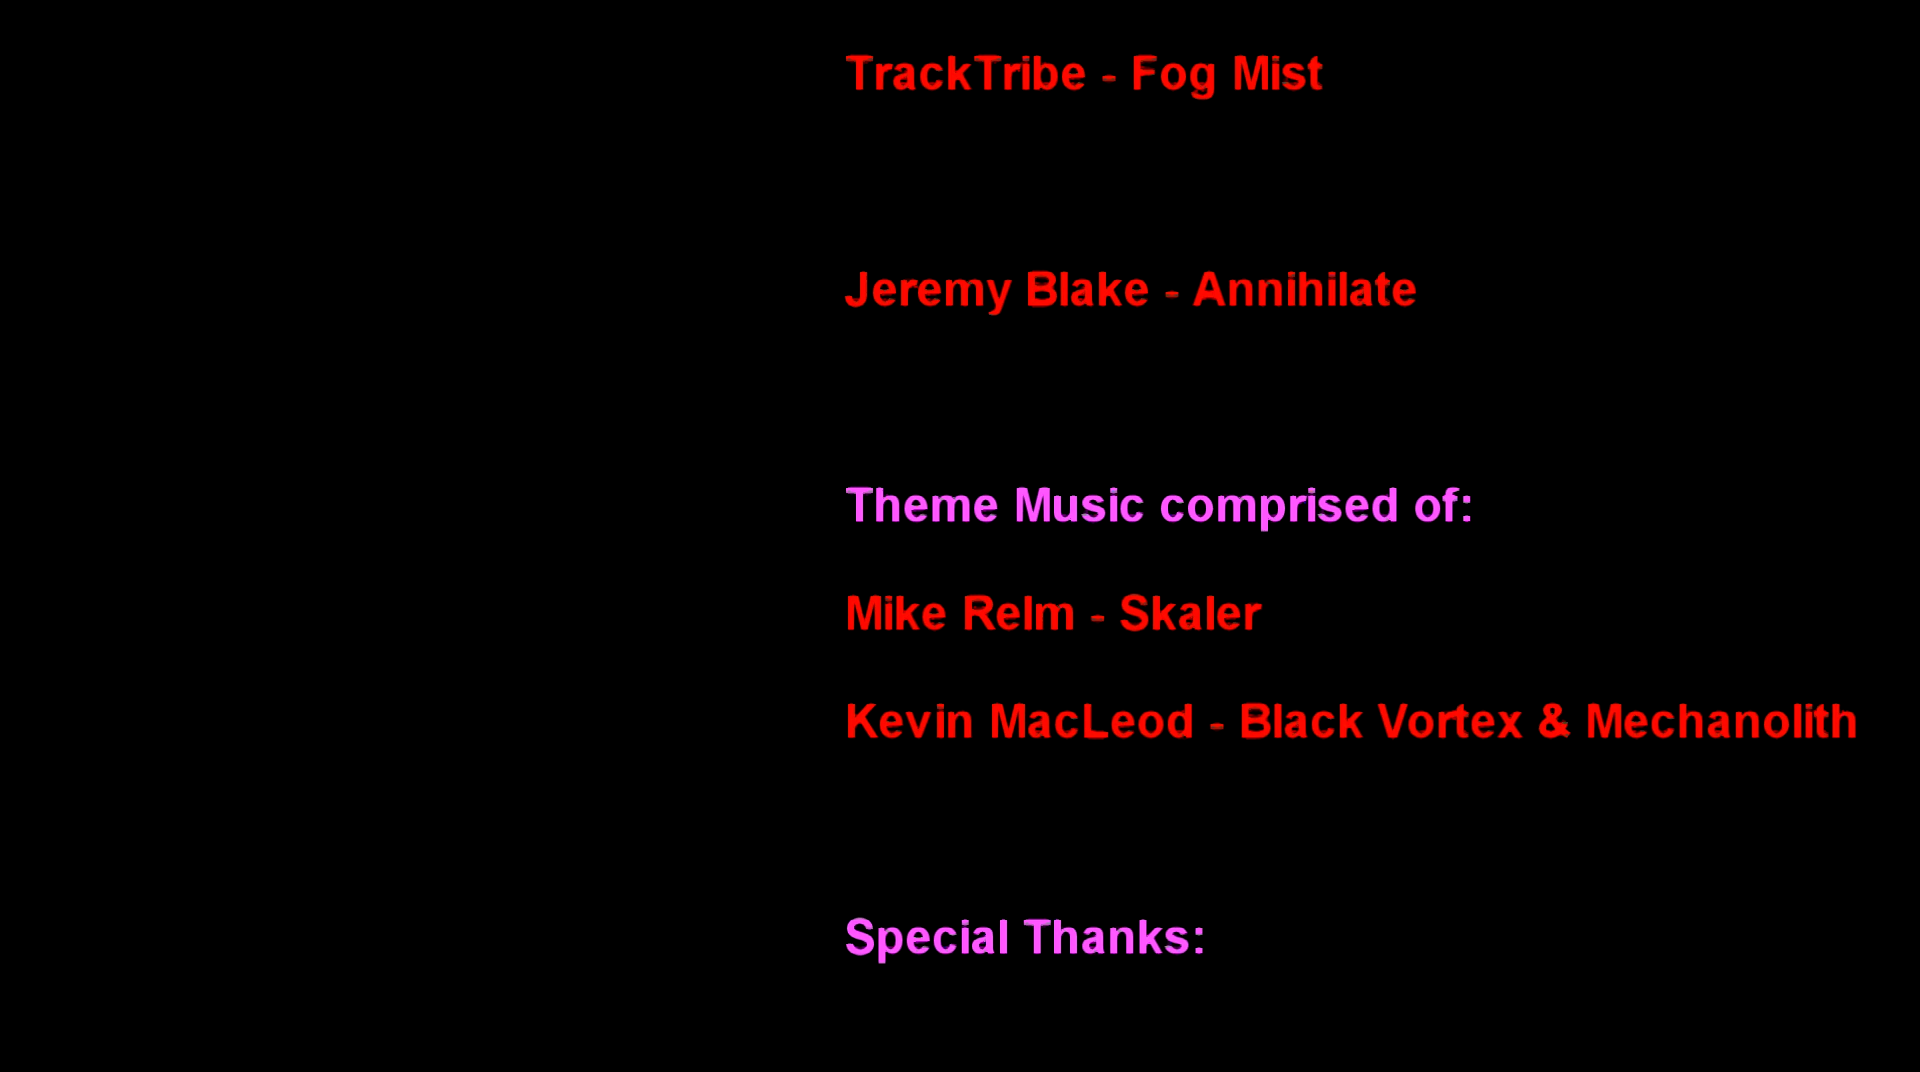 TrackTribe - Fog Mist
Jeremy Blake - Annihilate
Theme Music comprised of:
Mike Relm - Skaler
Kevin MacLeod - Black Vortex & Mechanolith
Special Thanks: